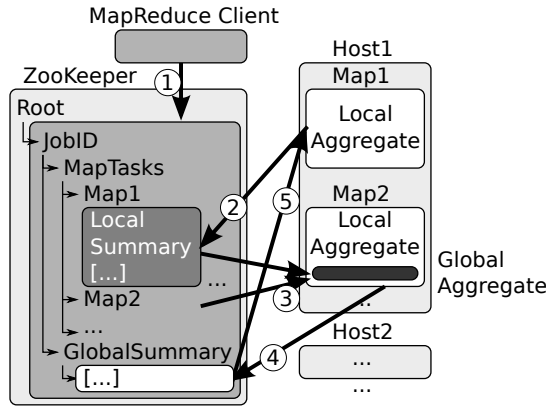 MapReduce Client
ZooKeeper
1
Root
JobID
MapTasks
Map1
Local
Summary
[...]
...
Map2
...
GlobalSummary
[...]
2
5
3
4
Host1
Map1
Local
Aggregate
Map2
Local
Aggregate
..
Global
Aggregate
Host2
...
...